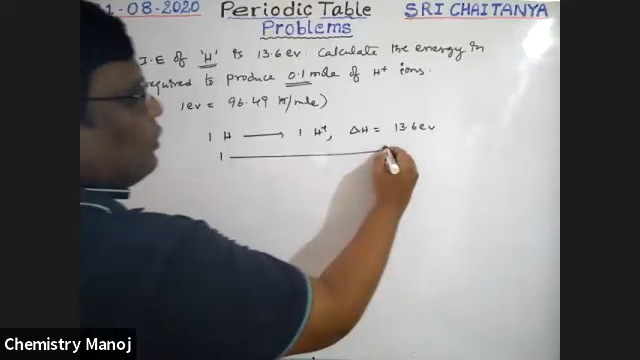 1-08-2020 Periodic Table SRI CHAITANYA
Problems
I.E of 'H' is 13.6 ev. Calculate the energy in
required to produce 0.1 mole of H+ ions.
1ev = 96.49 kJ/mole)
1 H → 1 H+, ΔH = 13.6 ev
1
Chemistry Manoj